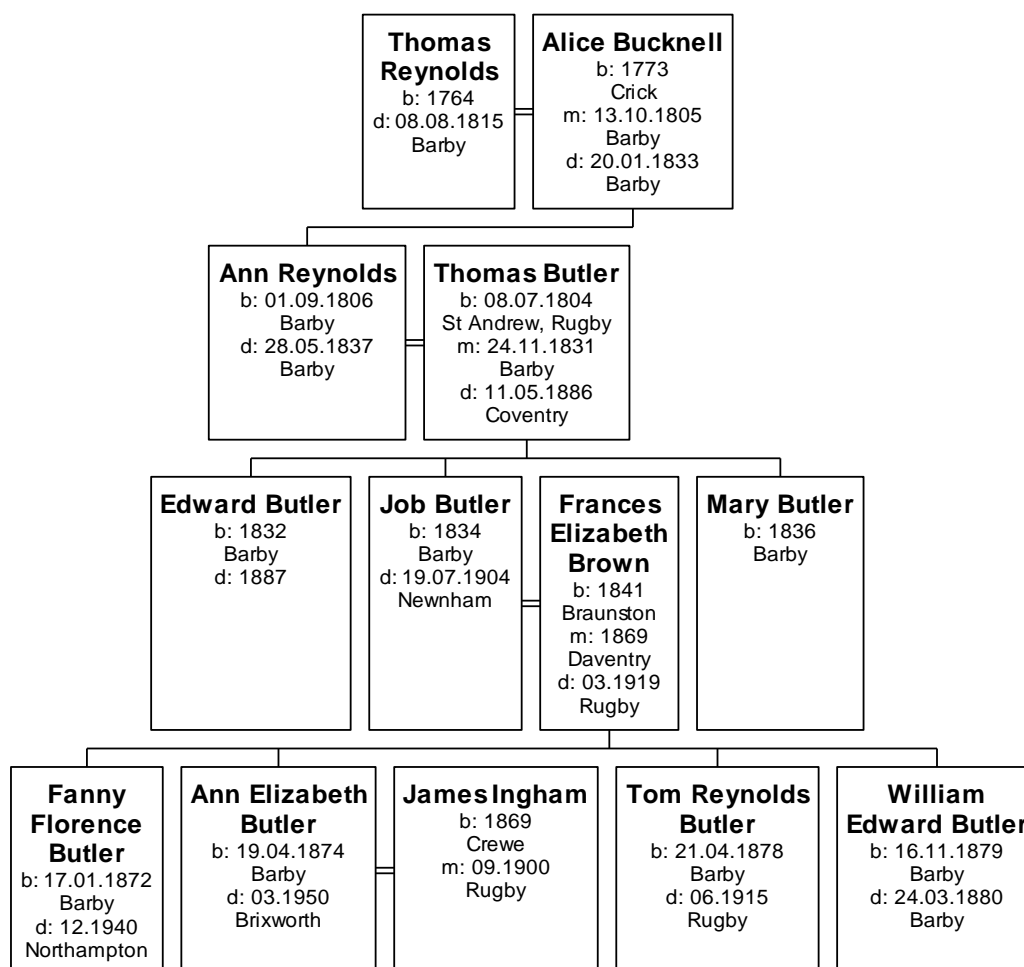 Thomas
Reynolds
b: 1764
d: 08.08.1815
Barby
Alice Bucknell
b: 1773
Crick
m: 13.10.1805
Barby
d: 20.01.1833
Barby
Ann Reynolds
b: 01.09.1806
Barby
d: 28.05.1837
Barby
Thomas Butler
b: 08.07.1804
St Andrew, Rugby
m: 24.11.1831
Barby
d: 11.05.1886
Coventry
Edward Butler
b: 1832
Barby
d: 1887
Job Butler
b: 1834
Barby
d: 19.07.1904
Newnham
Frances
Elizabeth
Brown
b: 1841
Braunston
m: 1869
Daventry
d: 03.1919
Rugby
Mary Butler
b: 1836
Barby
Fanny
Florence
Butler
b: 17.01.1872
Barby
d: 12.1940
Northampton
Ann Elizabeth
Butler
b: 19.04.1874
Barby
d: 03.1950
Brixworth
James Ingham
b: 1869
Crewe
m: 09.1900
Rugby
Tom Reynolds
Butler
b: 21.04.1878
Barby
d: 06.1915
Rugby
William
Edward Butler
b: 16.11.1879
Barby
d: 24.03.1880
Barby